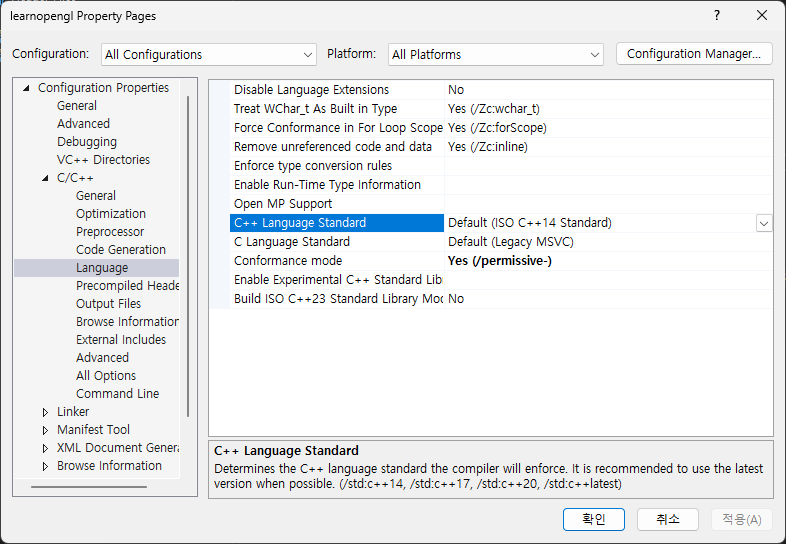 learnopengl Property Pages
Configuration: All Configurations Platform: All Platforms Configuration Manager...
Configuration Properties
General
Advanced
Debugging
VC++ Directories
C/C++
General
Optimization
Preprocessor
Code Generation
Language
Precompiled Heade
Output Files
Browse Information
External Includes
Advanced
All Options
Command Line
Linker
Manifest Tool
XML Document Genera
Browse Information
Disable Language Extensions No
Treat WChar_t As Built in Type Yes (/Zc:wchar_t)
Force Conformance in For Loop Scope Yes (/Zc:forScope)
Remove unreferenced code and data Yes (/Zc:inline)
Enforce type conversion rules
Enable Run-Time Type Information
Open MP Support
C++ Language Standard Default (ISO C++14 Standard)
C Language Standard Default (Legacy MSVC)
Conformance mode Yes (/permissive-)
Enable Experimental C++ Standard Lib
Build ISO C++23 Standard Library Mod No
C++ Language Standard
Determines the C++ language standard the compiler will enforce. It is recommended to use the latest
version when possible. (/std:c++14, /std:c++17, /std:c++20, /std:c++latest)
확인 취소 적용(A)